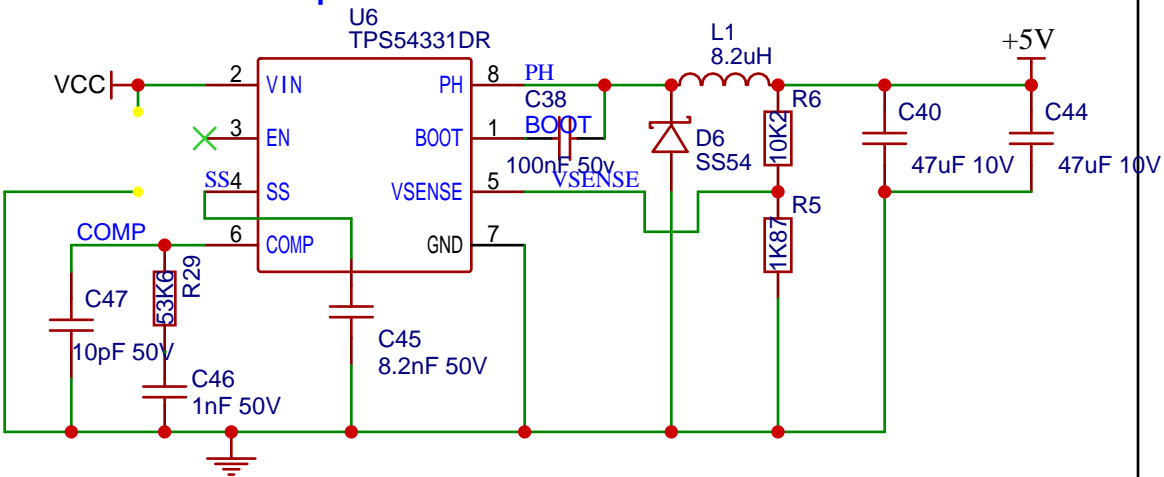 U6
TPS54331DR
L1
8.2uH
+5V
VCC
2
VIN
PH
8
PH
C38
R6
C40
C44
3
EN
BOOT
1
BOOT
10K2
D6
SS54
100nF 50v
47uF 10V
47uF 10V
SS
4
SS
VSENSE
5
VSENSE
R5
COMP
6
COMP
GND
7
1K87
C47
53K6
R29
10pF 50V
C45
8.2nF 50V
C46
1nF 50V